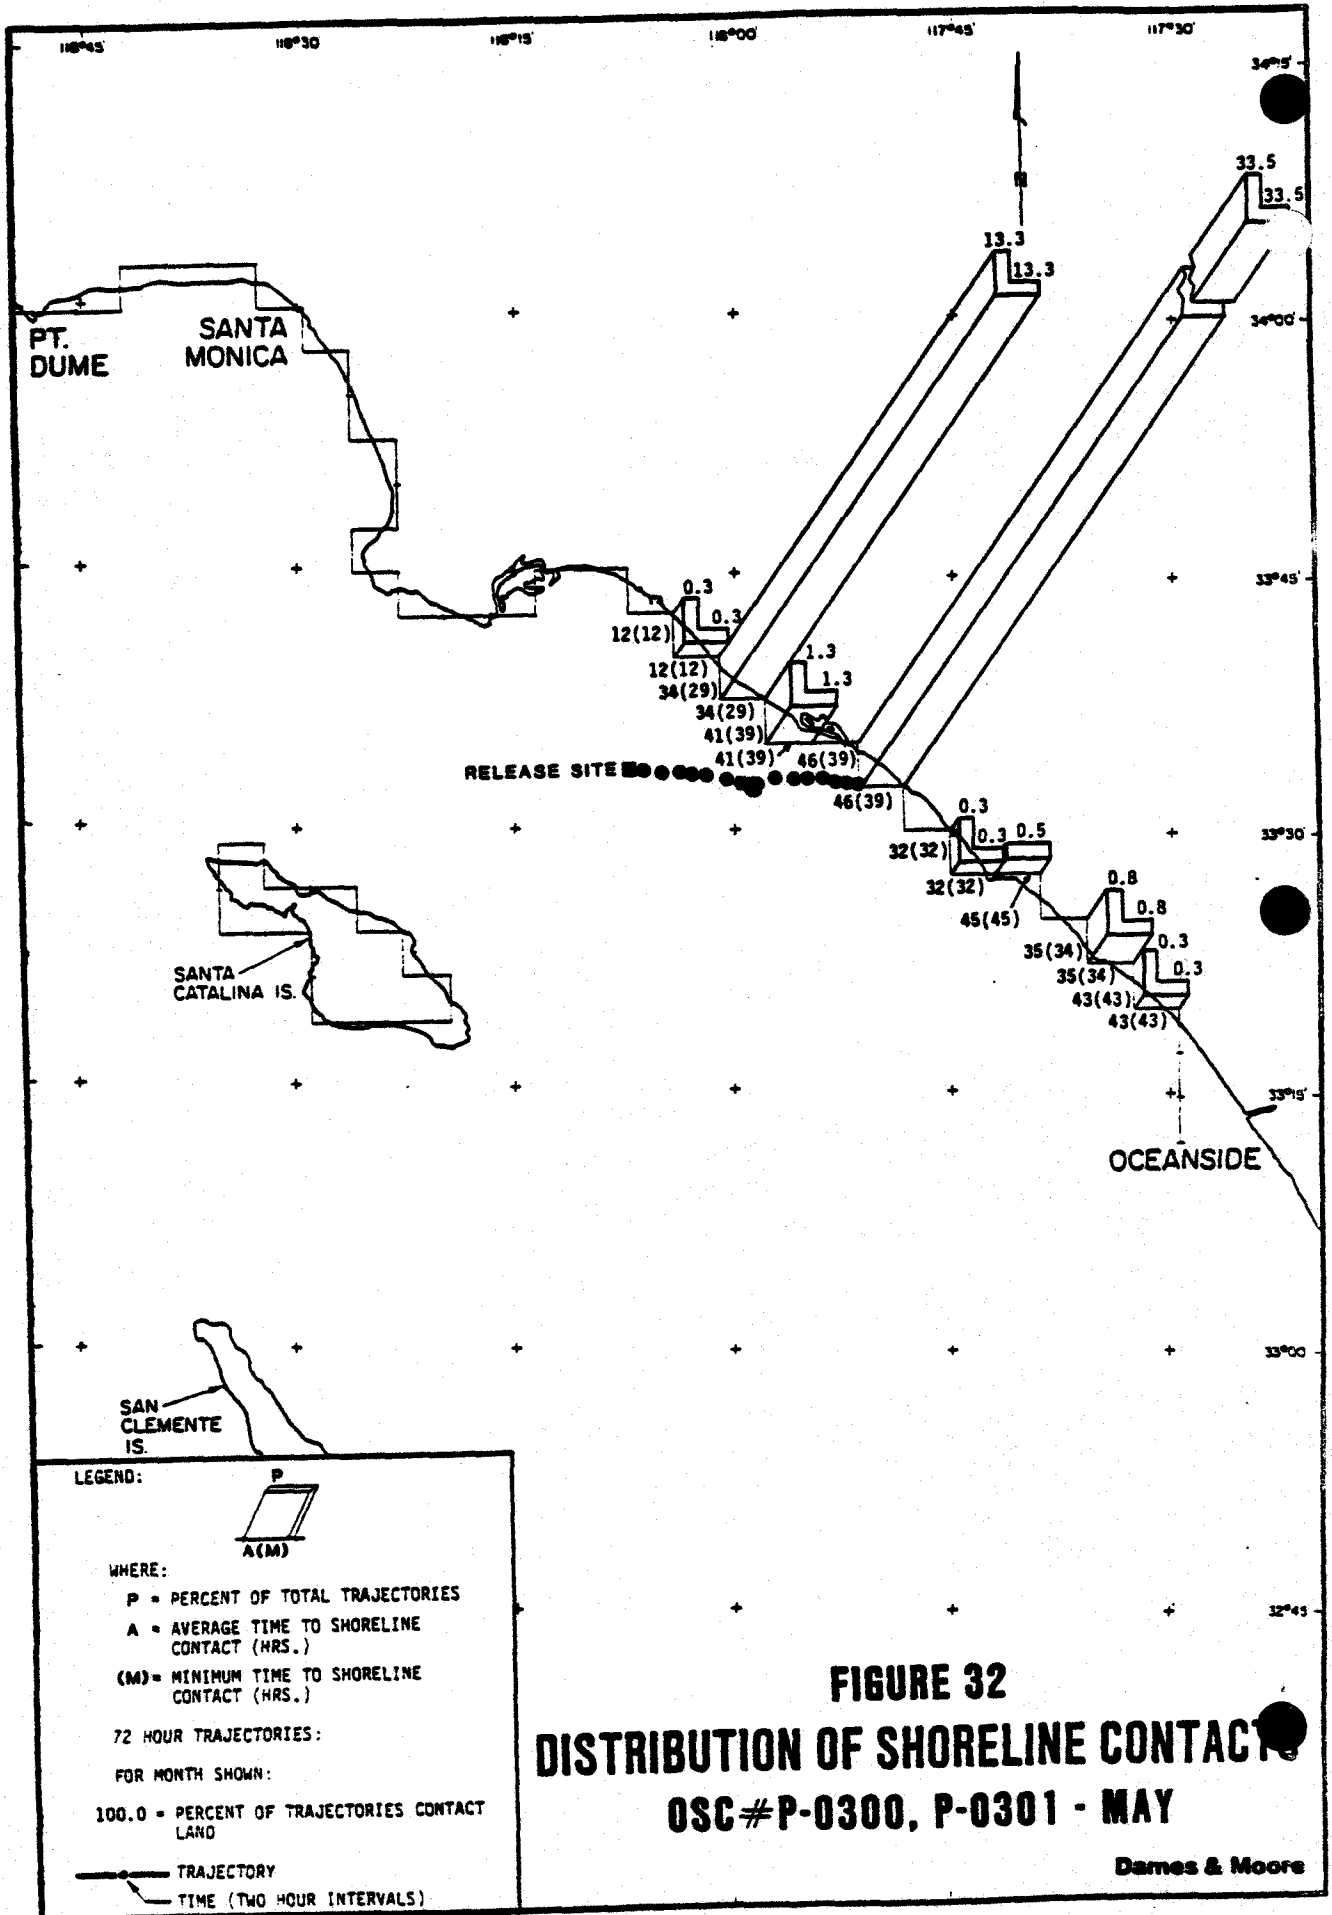 118°45'
118°30'
118°15'
118°00'
117°45'
117°30'
34°15'
33.5
33.5
13.3
13.3
34°00'
PT.
DUME
SANTA
MONICA
33°45'
0.3
0.3
12(12)
12(12)
1.3
1.3
34(29)
34(29)
41(39)
41(39)
46(39)
46(39)
RELEASE SITE
33°30'
0.3
0.3
0.5
32(32)
32(32)
45(45)
0.8
0.8
35(34)
35(34)
0.3
0.3
43(43)
43(43)
SANTA
CATALINA IS.
33°15'
OCEANSIDE
33°00'
SAN
CLEMENTE
IS.
32°45'
LEGEND:
P
A(M)
WHERE:
P = PERCENT OF TOTAL TRAJECTORIES
A = AVERAGE TIME TO SHORELINE
CONTACT (HRS.)
(M)= MINIMUM TIME TO SHORELINE
CONTACT (HRS.)
72 HOUR TRAJECTORIES:
FOR MONTH SHOWN:
100.0 = PERCENT OF TRAJECTORIES CONTACT
LAND
TRAJECTORY
TIME (TWO HOUR INTERVALS)
FIGURE 32
DISTRIBUTION OF SHORELINE CONTACTS
OSC#P-0300, P-0301 - MAY
Dames & Moore